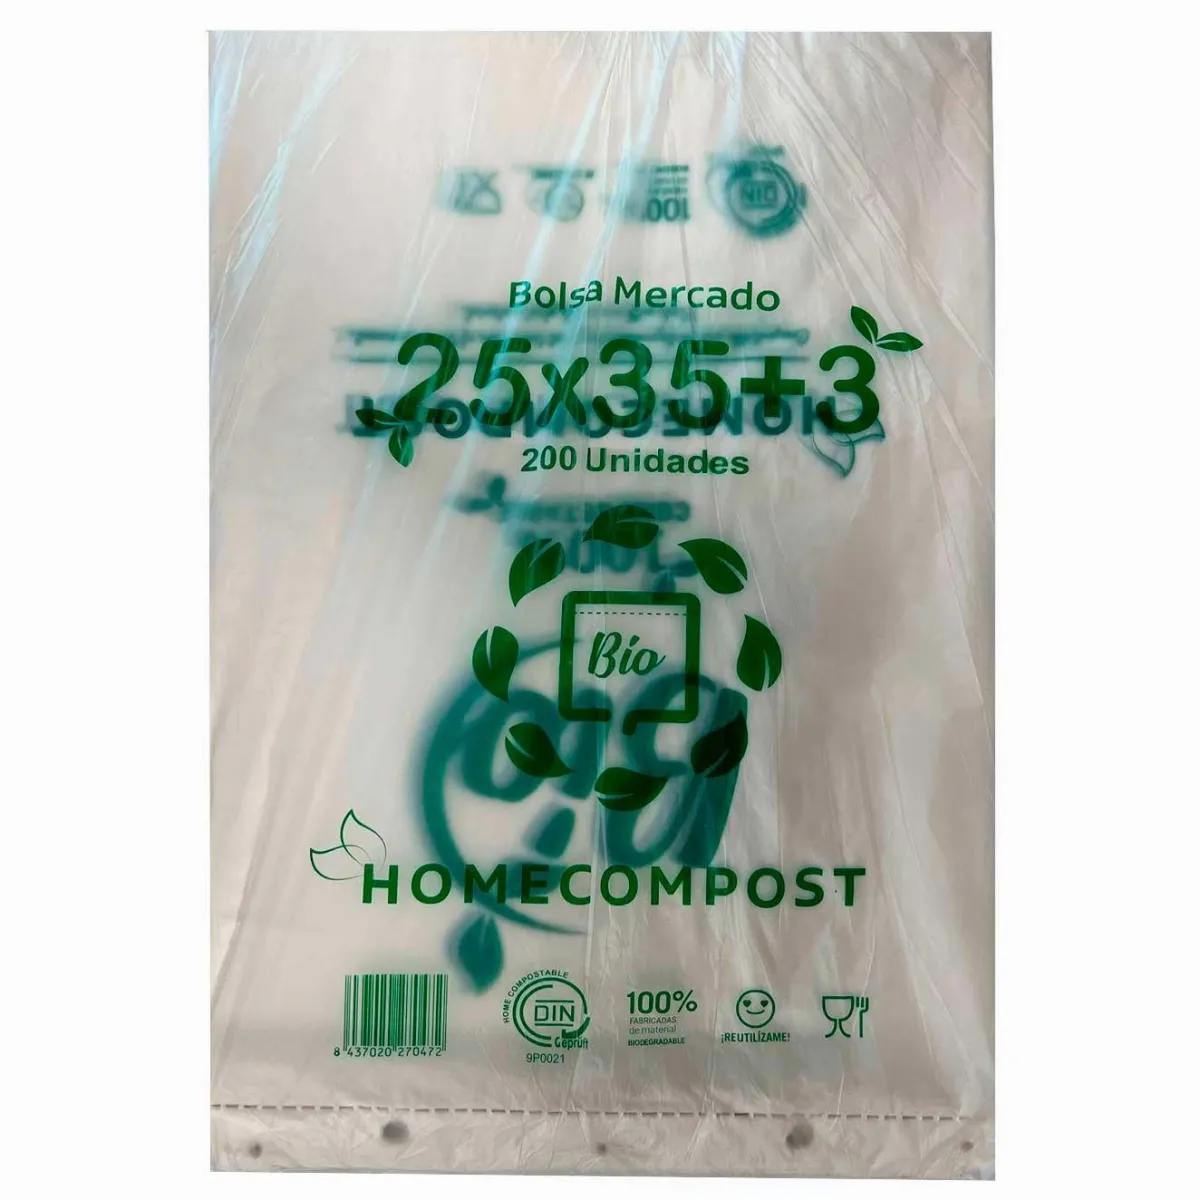 Bolsa Mercado
25x35+3
200 Unidades
Bio
HOMECOMPOST
8 437020 270472
HOME COMPOSTABLE
DIN
Geprüft
9P0021
100%
FABRICADAS
de material
BIODEGRADABLE
¡REUTILÍZAME!